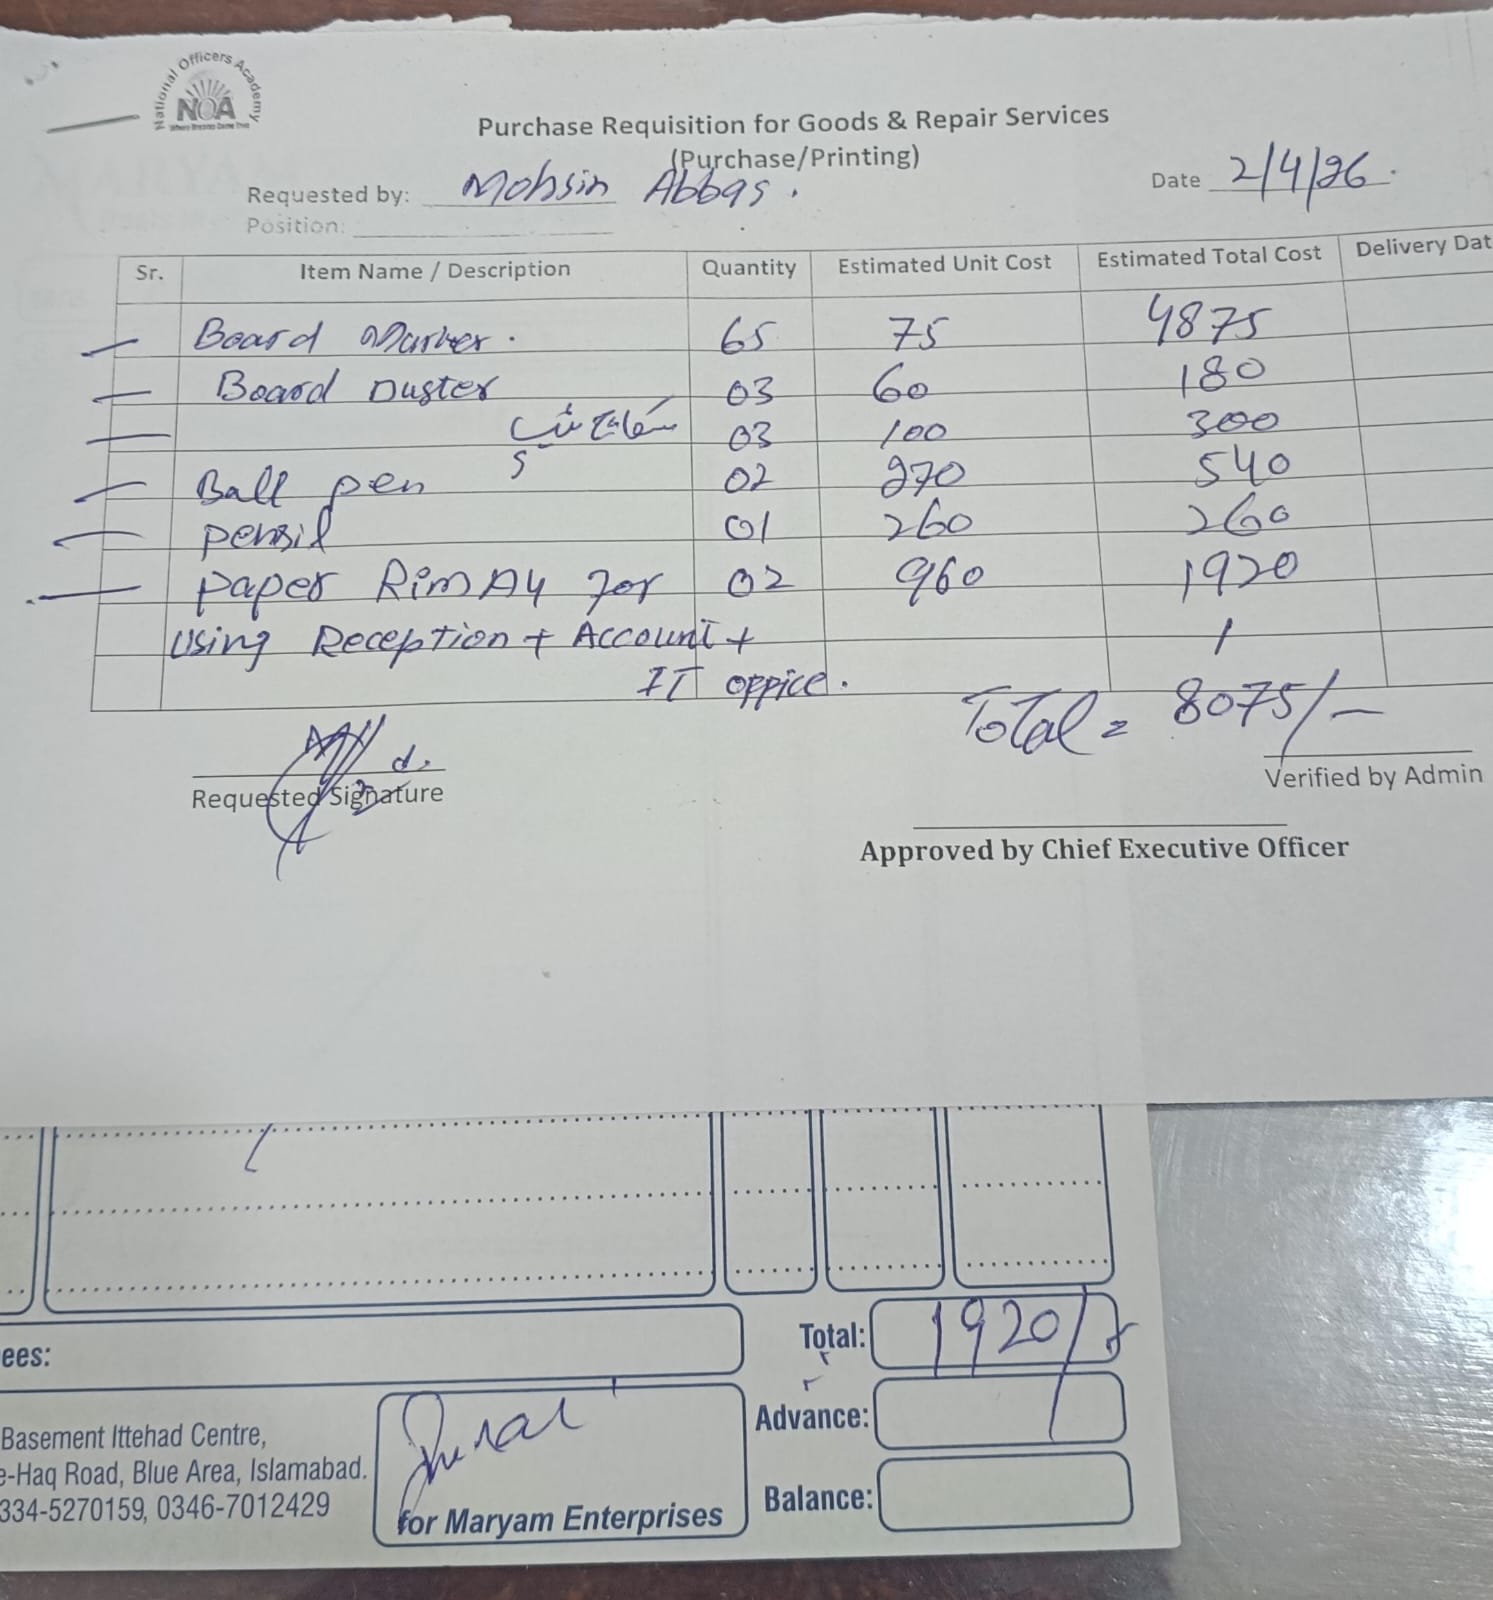 National Officers Academy
NOA
Purchase Requisition for Goods & Repair Services
(Purchase/Printing)
Requested by: Mohsin Abbas.
Date 2/4/26.
Position:
Sr. Item Name / Description Quantity Estimated Unit Cost Estimated Total Cost Delivery Dat
Board Marker. 65 75 4875
Board Duster 03 60 180
03 100 300
Ball pen 02 270 540
pensil 01 260 260
paper Rim A4 for 02 960 1920
Using Reception + Account +
IT oppice.
Total = 8075/-
Requested Signature
Verified by Admin
Approved by Chief Executive Officer
ees:
Total: 1920/
Advance:
Balance:
Basement Ittehad Centre,
e-Haq Road, Blue Area, Islamabad.
334-5270159, 0346-7012429
for Maryam Enterprises